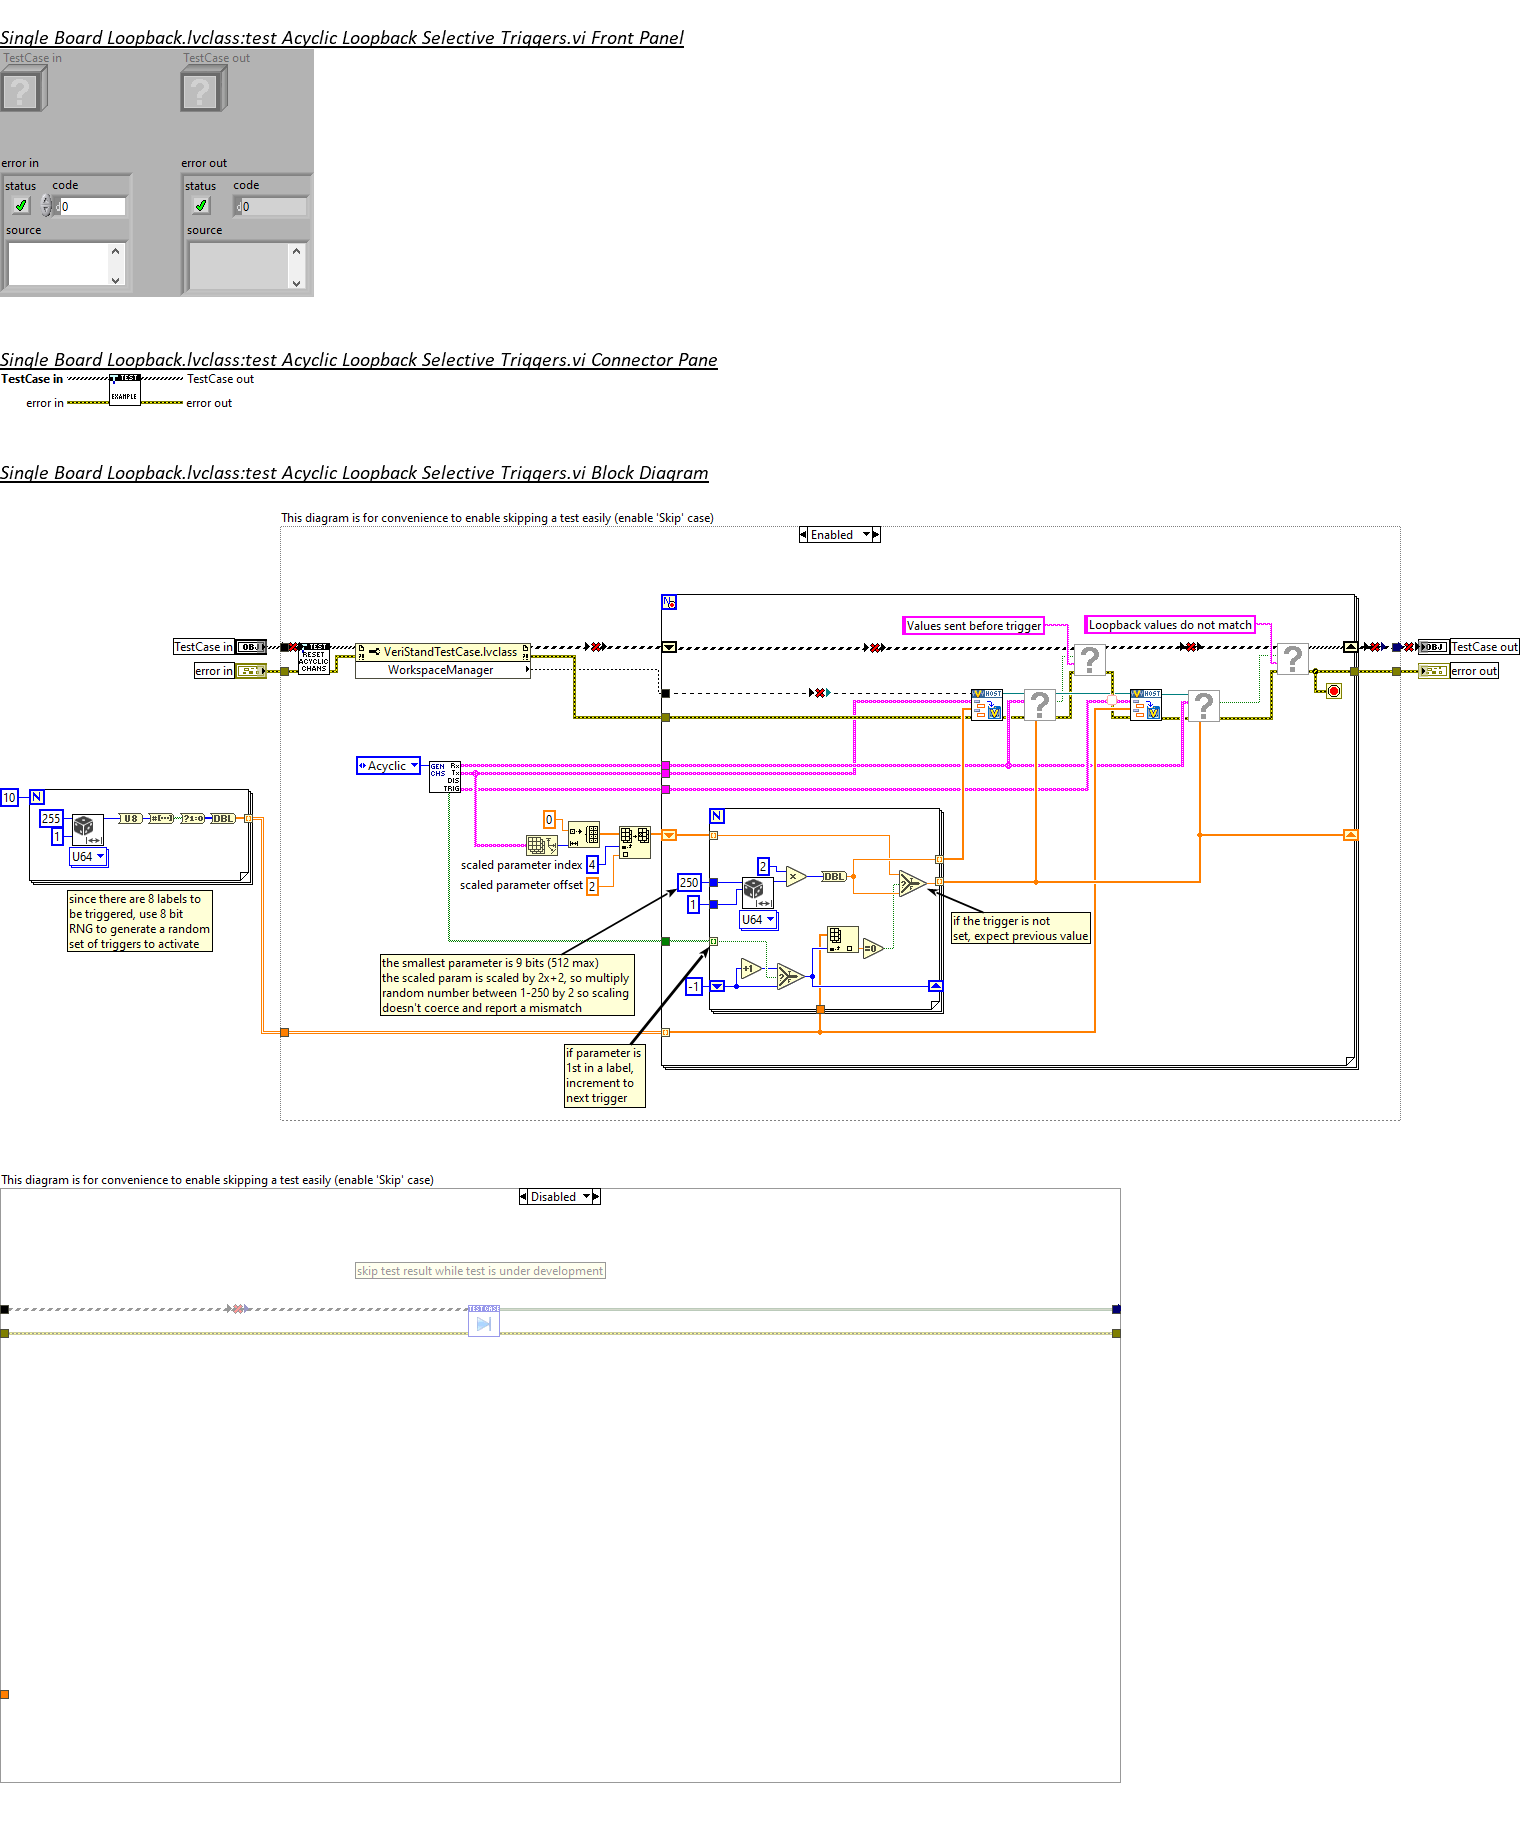 Single Board Loopback.lvclass:test Acyclic Loopback Selective Triggers.vi Front Panel
TestCase in
TestCase out
error in
error out
status
code
status
code
0
0
source
source
Single Board Loopback.lvclass:test Acyclic Loopback Selective Triggers.vi Connector Pane
TestCase in
TEST
TestCase out
error in
EXAMPLE
error out
Single Board Loopback.lvclass:test Acyclic Loopback Selective Triggers.vi Block Diagram
This diagram is for convenience to enable skipping a test easily (enable 'Skip' case)
Enabled
N
Values sent before trigger
Loopback values do not match
TestCase in
OBJ
TEST
RESET
ACYCLIC
CHANS
VeriStandTestCase.lvclass
WorkspaceManager
OBJ
TestCase out
error in
error out
HOST
HOST
Acyclic
GEN Rx
CHS Tx
DIS
TRIG
10
N
255
1
U8
#[...]
?1:0
DBL
U64
since there are 8 labels to
be triggered, use 8 bit
RNG to generate a random
set of triggers to activate
0
scaled parameter index
4
scaled parameter offset
2
N
250
1
2
x
DBL
U64
if the trigger is not
set, expect previous value
=0
+1
-1
the smallest parameter is 9 bits (512 max)
the scaled param is scaled by 2x+2, so multiply
random number between 1-250 by 2 so scaling
doesn't coerce and report a mismatch
if parameter is
1st in a label,
increment to
next trigger
This diagram is for convenience to enable skipping a test easily (enable 'Skip' case)
Disabled
skip test result while test is under development
TEST CASE